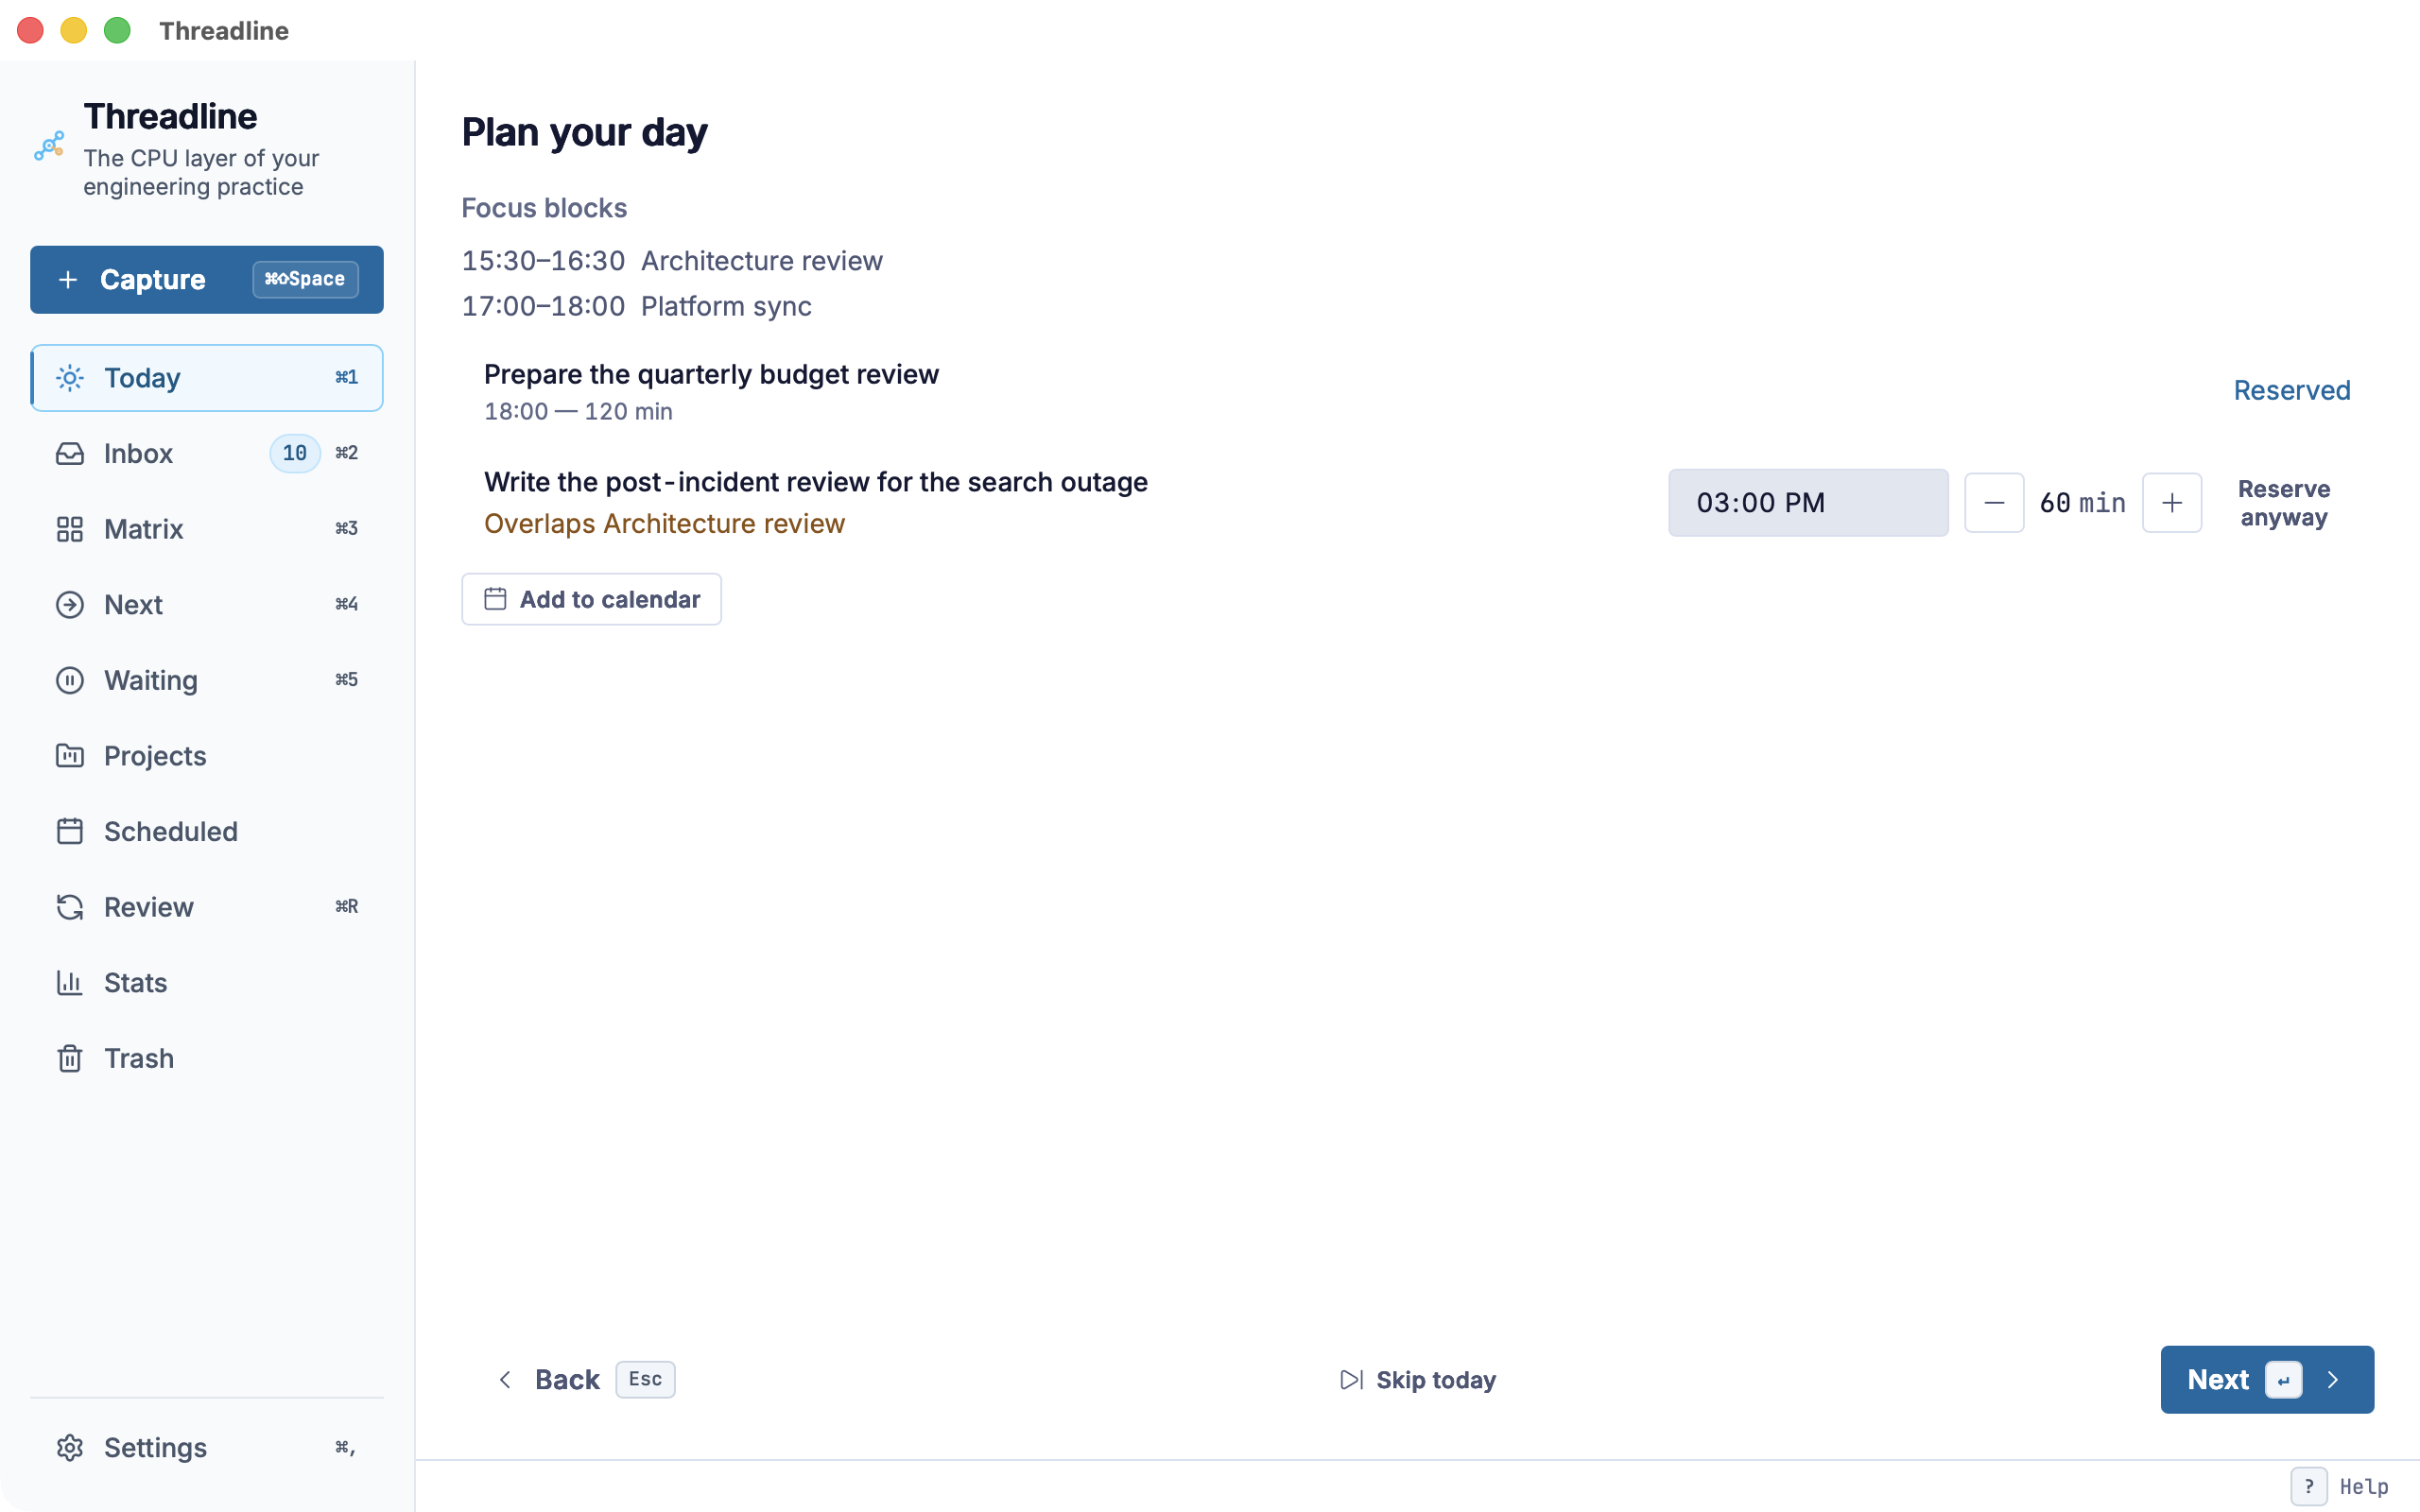 Threadline
Threadline
The CPU layer of your
engineering practice
Capture ⌘⇧Space
Today ⌘1
Inbox 10 ⌘2
Matrix ⌘3
Next ⌘4
Waiting ⌘5
Projects
Scheduled
Review ⌘R
Stats
Trash
Settings ⌘,
Plan your day
Focus blocks
15:30–16:30 Architecture review
17:00–18:00 Platform sync
Prepare the quarterly budget review
18:00 — 120 min
Reserved
Write the post-incident review for the search outage
Overlaps Architecture review
03:00 PM
60 min
Reserve
anyway
Add to calendar
Back Esc
Skip today
Next ↵
? Help